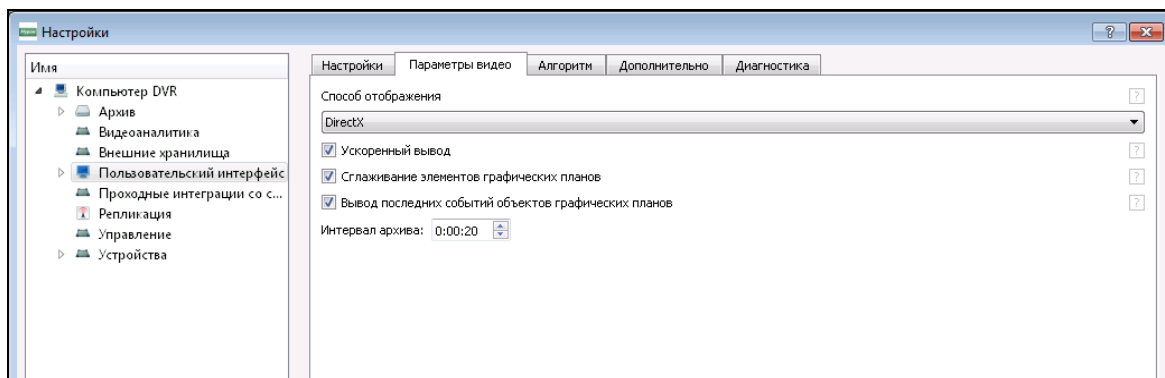 Настройки
Имя
Компьютер DVR
Архив
Видеоаналитика
Внешние хранилища
Пользовательский интерфейс
Проходные интеграции со с...
Репликация
Управление
Устройства
Настройки Параметры видео Алгоритм Дополнительно Диагностика
Способ отображения ?
DirectX
Ускоренный вывод ?
Сглаживание элементов графических планов ?
Вывод последних событий объектов графических планов ?
Интервал архива: 0:00:20